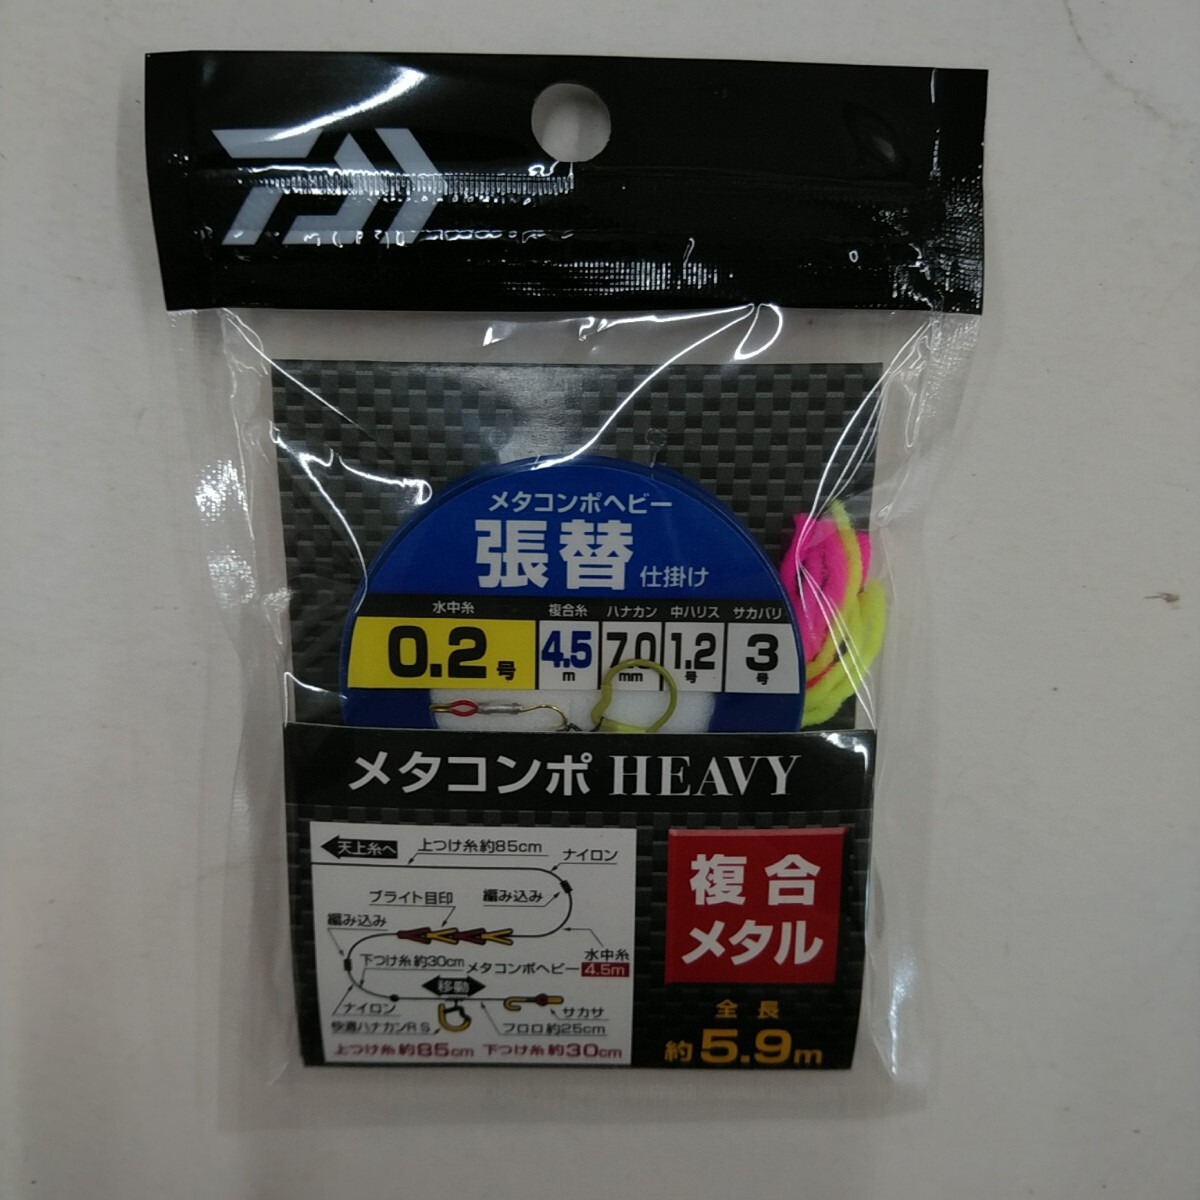 メタコンポヘビー
張替 仕掛け
水中糸 複合糸 ハナカン 中ハリス サカバリ
0.2号 4.5m 7.0mm 1.2号 3号
メタコンポ HEAVY
天上糸へ
上つけ糸約85cm
ナイロン
ブライト目印
編み込み
編み込み
水中糸
下つけ糸約30cm
メタコンポヘビー 4.5m
移動
ナイロン
サカサ
快適ハナカンR S
フロロ約25cm
上つけ糸約85cm 下つけ糸約30cm
複合
メタル
全長
約5.9m